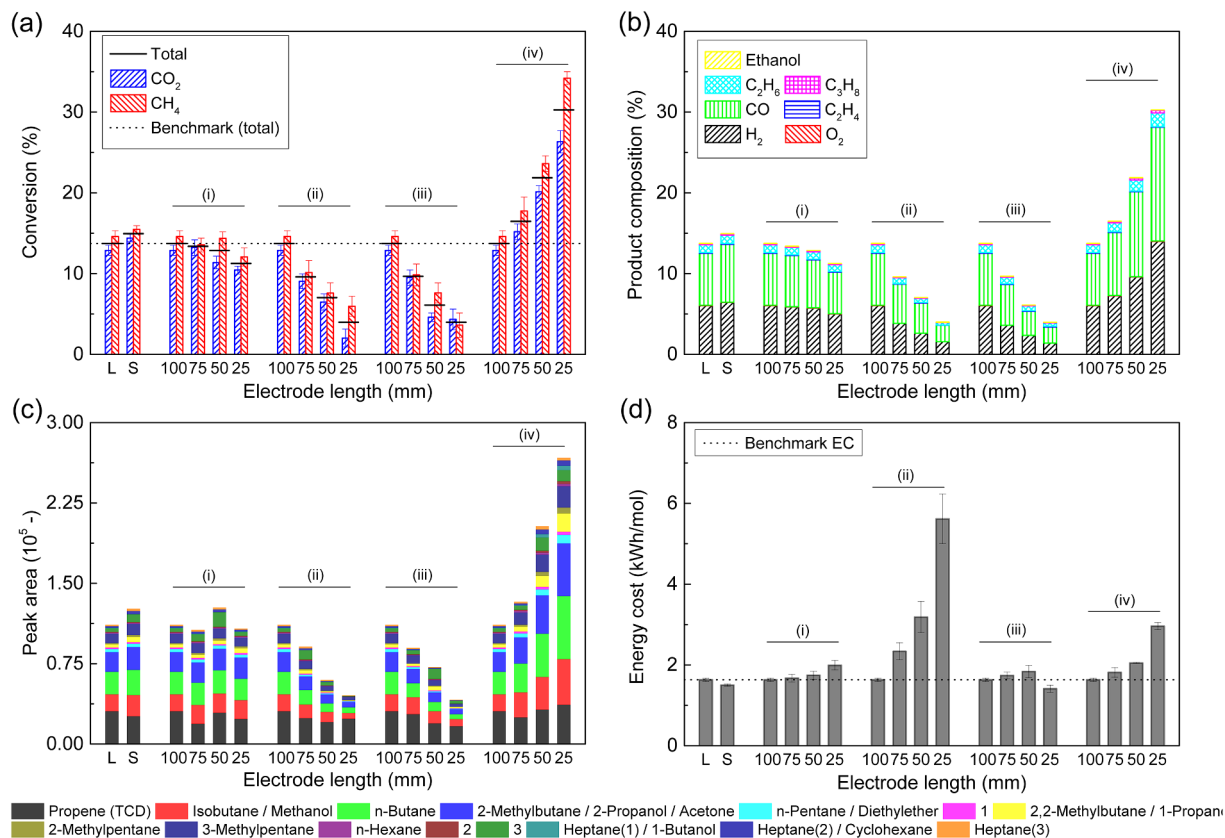 (a)
40
30
20
10
0
Conversion (%)
Total
CO2
CH4
Benchmark (total)
(i)
(ii)
(iii)
(iv)
L S 100 75 50 25 100 75 50 25 100 75 50 25 100 75 50 25
Electrode length (mm)
(b)
40
30
20
10
0
Product composition (%)
Ethanol
C2H6 C3H8
CO C2H4
H2 O2
(i)
(ii)
(iii)
(iv)
L S 100 75 50 25 100 75 50 25 100 75 50 25 100 75 50 25
Electrode length (mm)
(c)
3.00
2.25
1.50
0.75
0.00
Peak area (10^5 -)
(i)
(ii)
(iii)
(iv)
L S 100 75 50 25 100 75 50 25 100 75 50 25 100 75 50 25
Electrode length (mm)
(d)
8
6
4
2
0
Energy cost (kWh/mol)
Benchmark EC
(i)
(ii)
(iii)
(iv)
L S 100 75 50 25 100 75 50 25 100 75 50 25 100 75 50 25
Electrode length (mm)
Propene (TCD) Isobutane / Methanol n-Butane 2-Methylbutane / 2-Propanol / Acetone n-Pentane / Diethylether 1 2,2-Methylbutane / 1-Propan
2-Methylpentane 3-Methylpentane n-Hexane 2 3 Heptane(1) / 1-Butanol Heptane(2) / Cyclohexane Heptane(3)